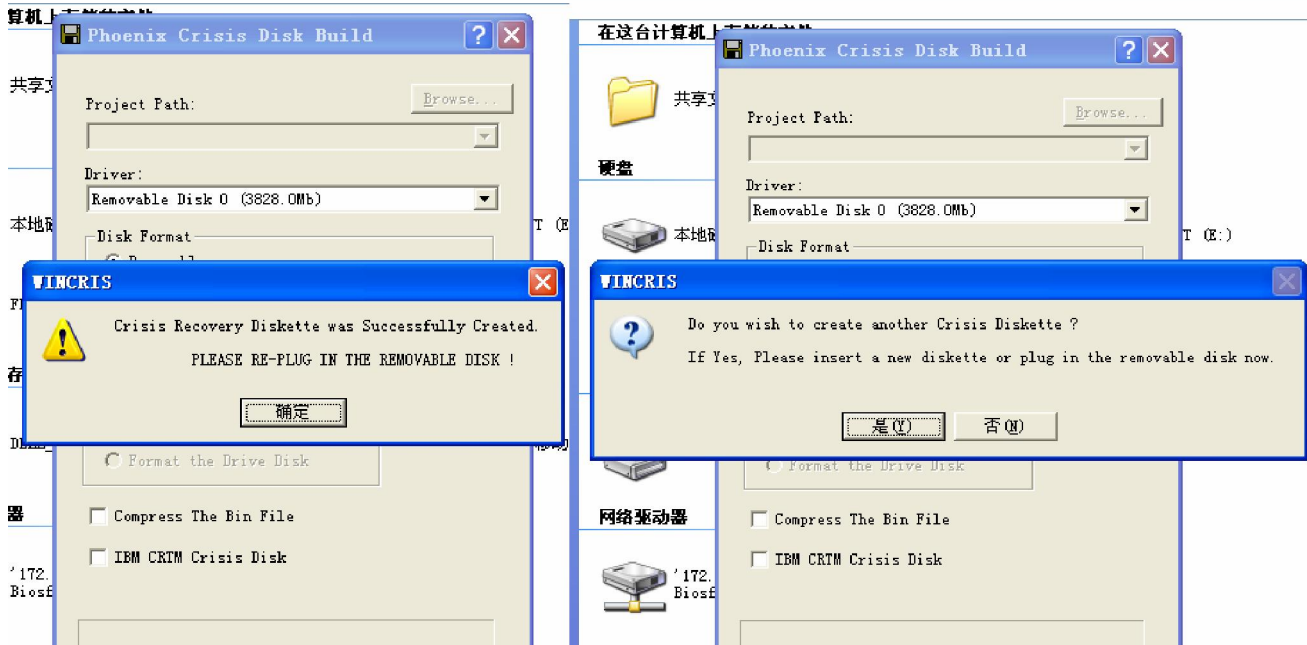 Phoenix Crisis Disk Build
共享文
Project Path:
Browse...
Driver:
Removable Disk 0 (3828.0Mb)
本地磁
T (E
Disk Format
WINCRIS
Crisis Recovery Diskette was Successfully Created.
PLEASE RE-PLUG IN THE REMOVABLE DISK !
确定
Format the Drive Disk
器
Compress The Bin File
IBM CRTM Crisis Disk
'172.
Biosf
在这台计算机上
Phoenix Crisis Disk Build
共享文
Project Path:
Browse...
硬盘
Driver:
Removable Disk 0 (3828.0Mb)
本地磁
T (E:)
Disk Format
WINCRIS
Do you wish to create another Crisis Diskette ?
If Yes, Please insert a new diskette or plug in the removable disk now.
是(Y)
否(N)
Format the Drive Disk
网络驱动器
Compress The Bin File
IBM CRTM Crisis Disk
'172.
Biosf